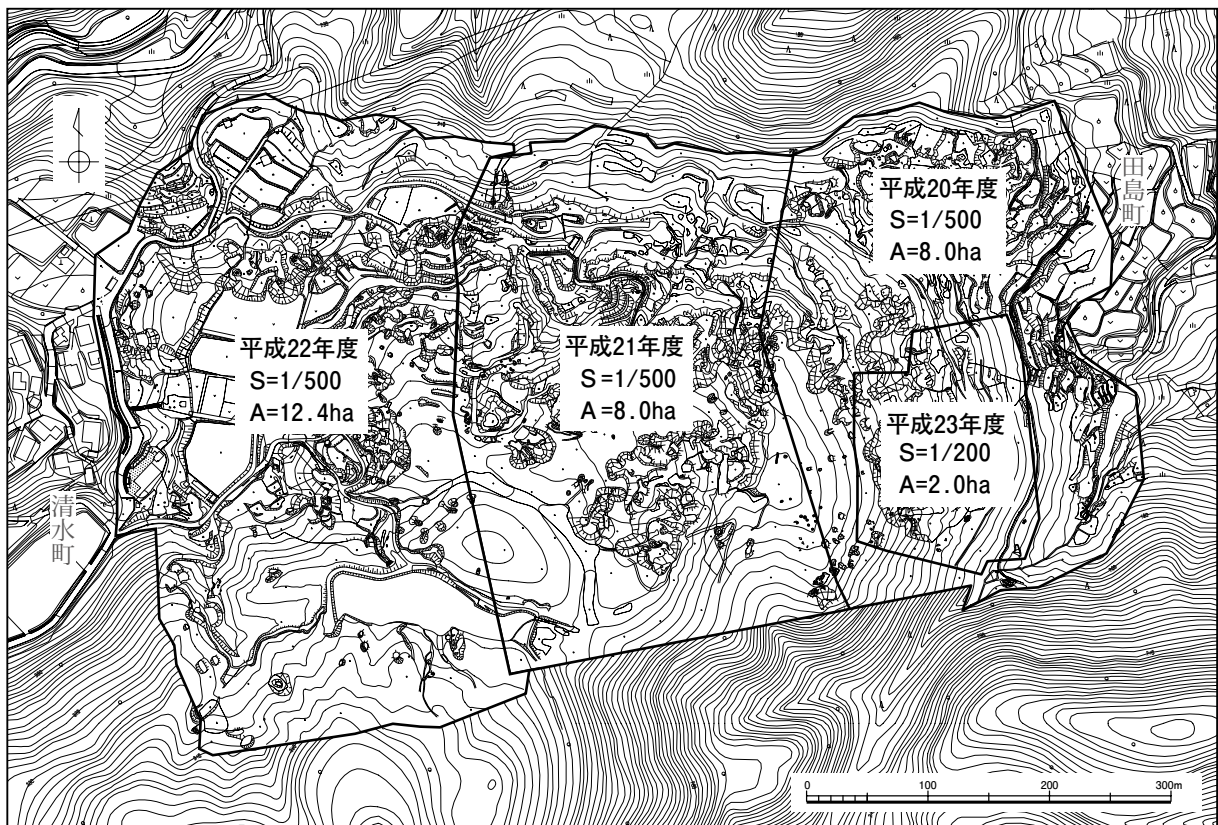 田島町
平成20年度
S=1/500
A=8.0ha
平成22年度
S=1/500
A=12.4ha
平成21年度
S=1/500
A=8.0ha
平成23年度
S=1/200
A=2.0ha
清水町
0 100 200 300m